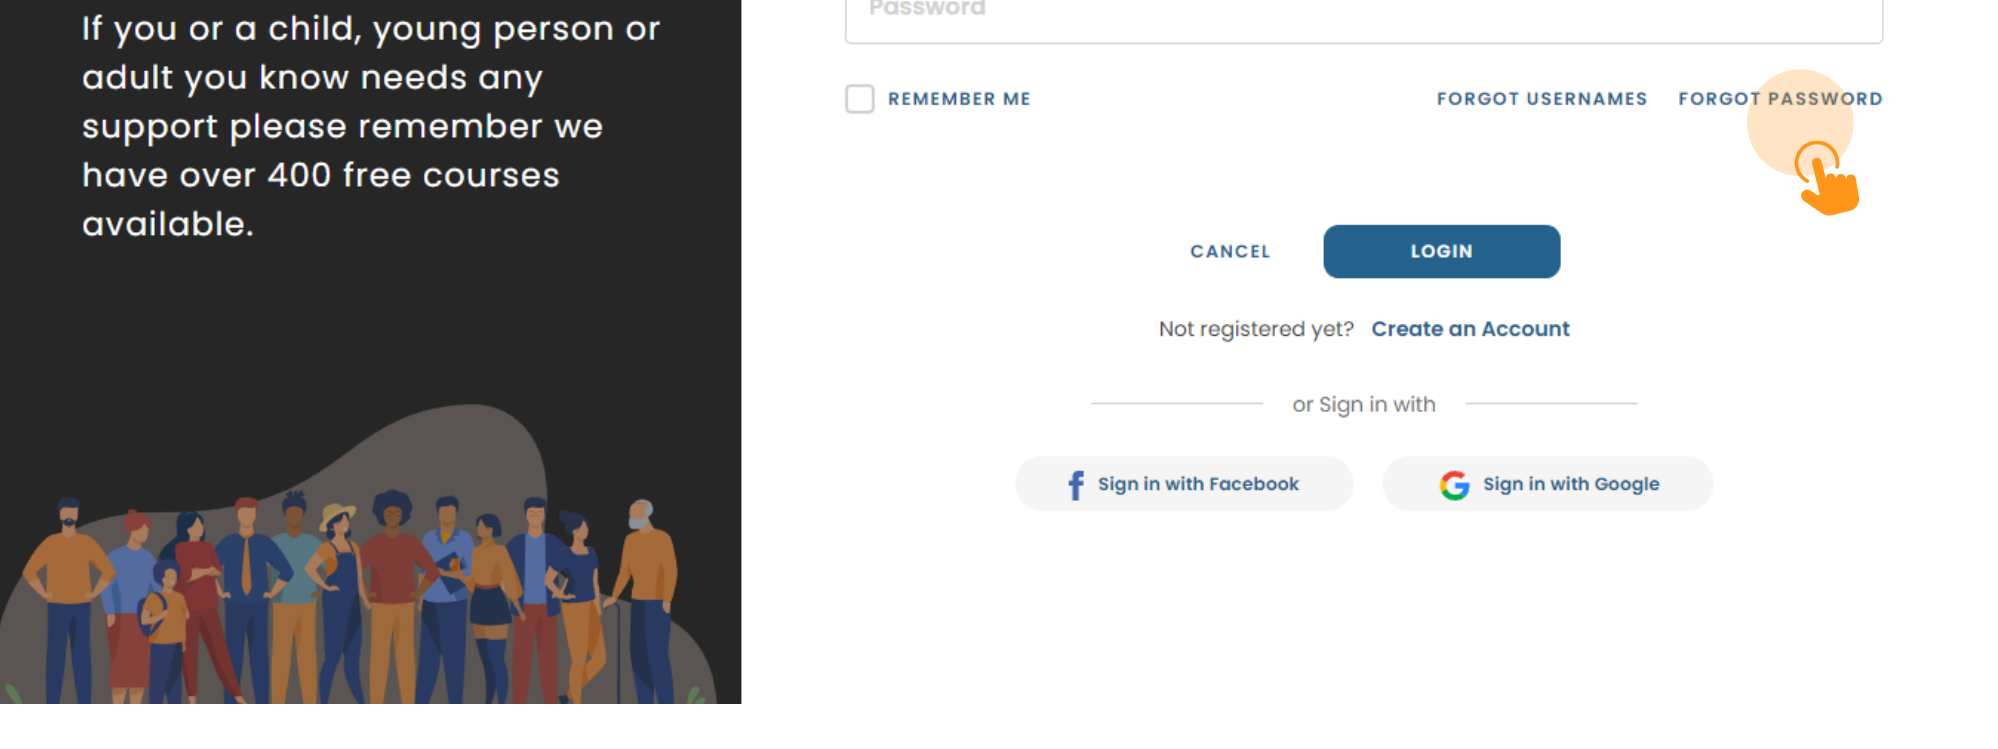 If you or a child, young person or
adult you know needs any
support please remember we
have over 400 free courses
available.
Password
REMEMBER ME
FORGOT USERNAMES
FORGOT PASSWORD
CANCEL
LOGIN
Not registered yet? Create an Account
or Sign in with
Sign in with Facebook
Sign in with Google